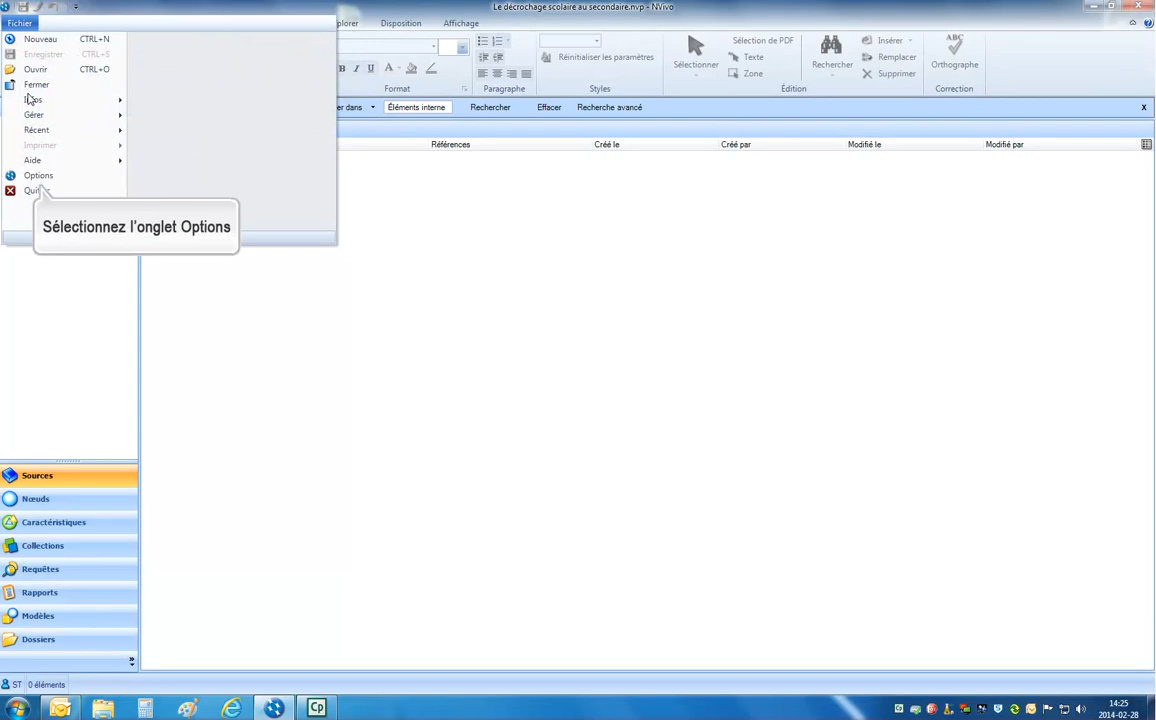 Le décrochage scolaire au secondaire.nvp - NVivo
Fichier
Disposition
Affichage
Nouveau CTRL+N
Enregistrer CTRL+S
Ouvrir CTRL+O
Fermer
Gérer
Récent
Imprimer
Aide
Options
Sélectionnez l'onglet Options
Format
Paragraphe
Réinitialiser les paramètres
Styles
Sélectionner
Sélection de PDF
Texte
Zone
Rechercher
Insérer
Remplacer
Supprimer
Édition
ABC
Orthographe
Correction
Éléments interne Rechercher Effacer Recherche avancé
Références Créé le Créé par Modifié le Modifié par
Sources
Nœuds
Caractéristiques
Collections
Requêtes
Rapports
Modèles
Dossiers
ST 0 éléments
Cp
14:25
2014-02-28